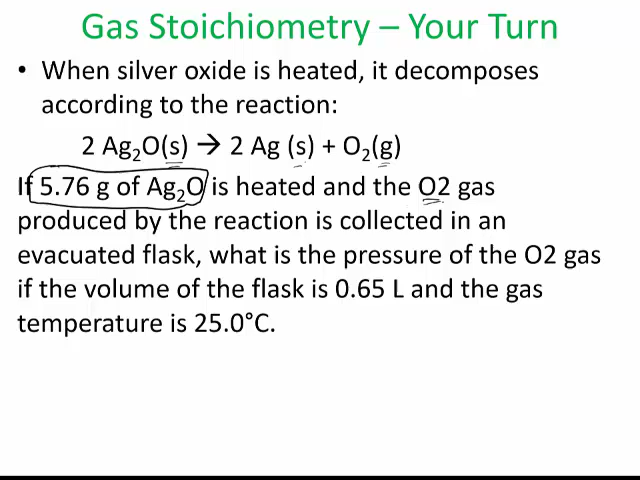 Gas Stoichiometry – Your Turn
• When silver oxide is heated, it decomposes
according to the reaction:
2 Ag₂O(s) → 2 Ag (s) + O₂(g)
If 5.76 g of Ag₂O is heated and the O2 gas
produced by the reaction is collected in an
evacuated flask, what is the pressure of the O2 gas
if the volume of the flask is 0.65 L and the gas
temperature is 25.0°C.